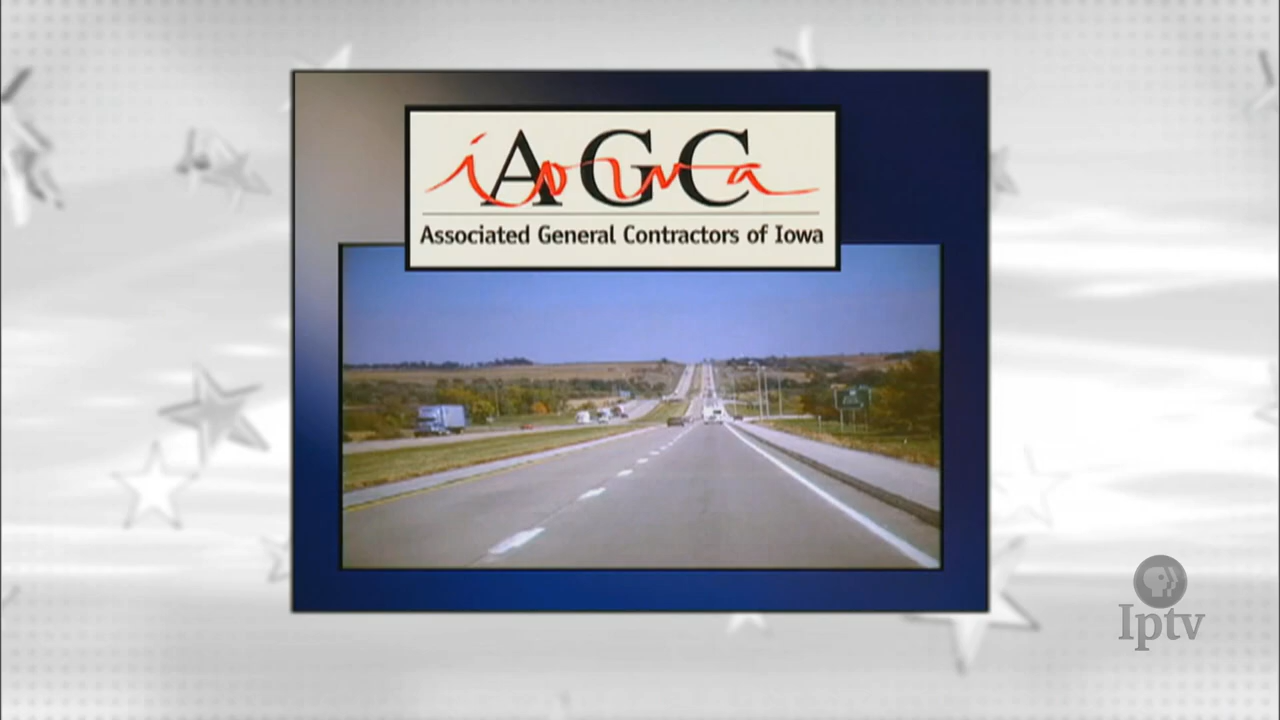 iowa AGC
Associated General Contractors of Iowa
Iptv